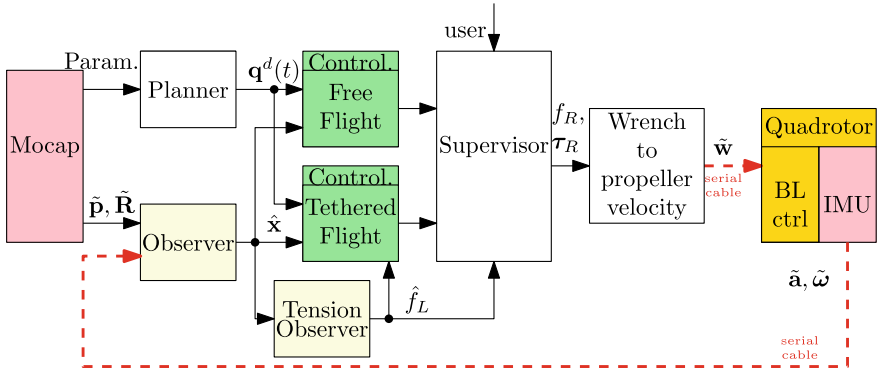 user
Param.
Mocap
Planner
𝐪ᵈ(t)
Control.
Free
Flight
Supervisor
f_R,
𝛕_R
Wrench
to
propeller
velocity
w̃
serial
cable
Quadrotor
BL
ctrl
IMU
p̃, R̃
Observer
x̂
Control.
Tethered
Flight
Tension
Observer
f̂_L
ã, ω̃
serial
cable